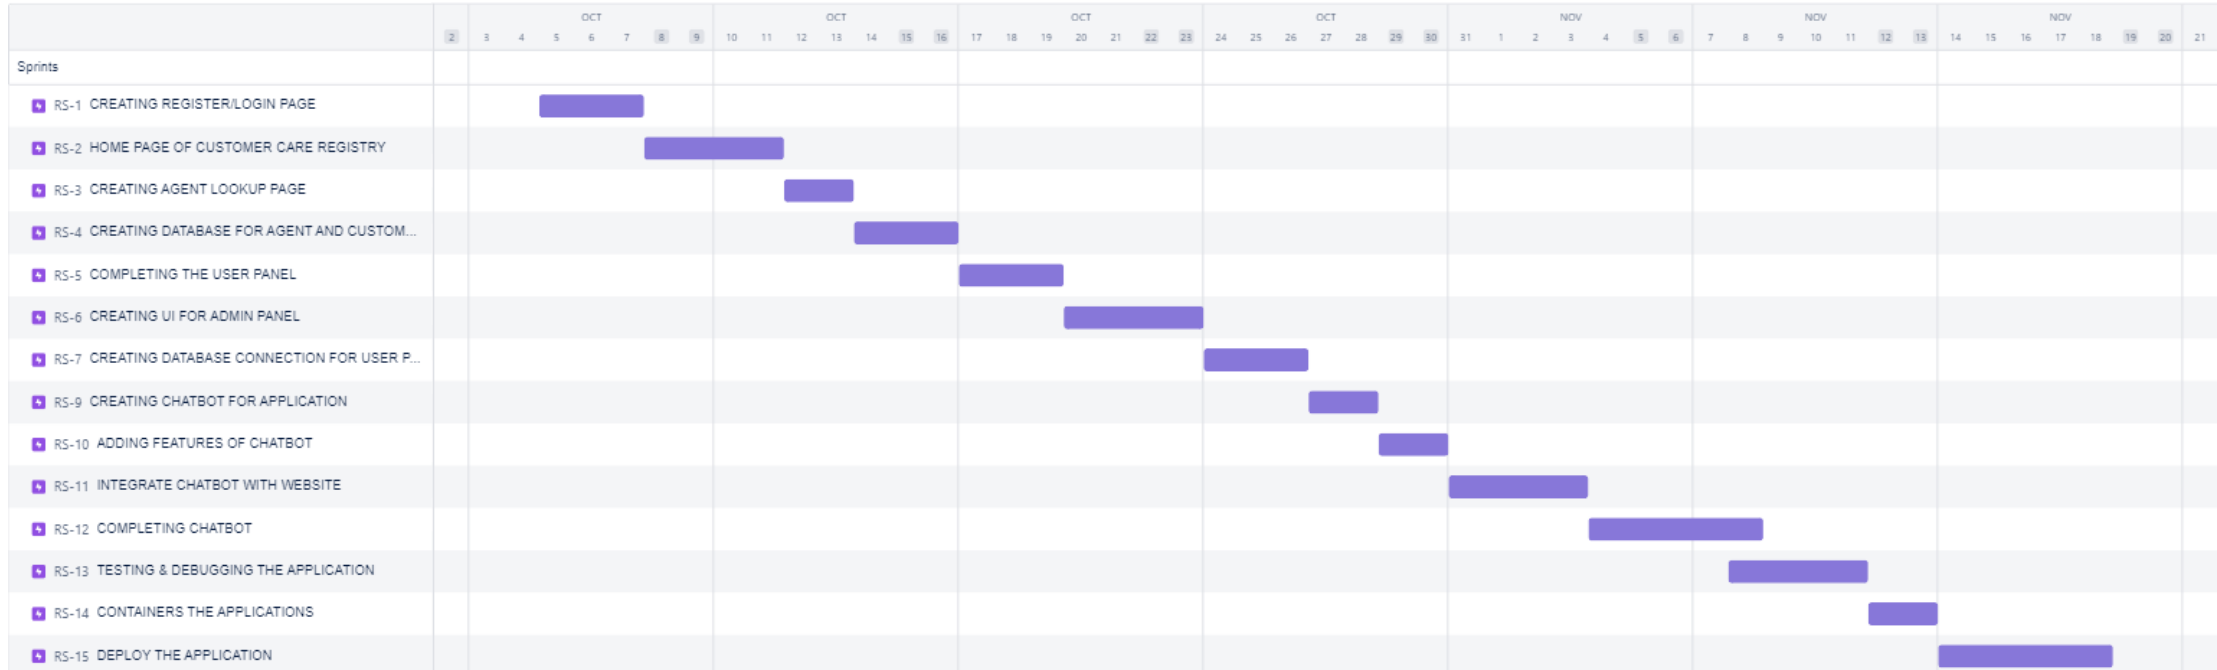 OCT OCT OCT OCT NOV NOV NOV
2 3 4 5 6 7 8 9 10 11 12 13 14 15 16 17 18 19 20 21 22 23 24 25 26 27 28 29 30 31 1 2 3 4 5 6 7 8 9 10 11 12 13 14 15 16 17 18 19 20 21
Sprints
RS-1 CREATING REGISTER/LOGIN PAGE
RS-2 HOME PAGE OF CUSTOMER CARE REGISTRY
RS-3 CREATING AGENT LOOKUP PAGE
RS-4 CREATING DATABASE FOR AGENT AND CUSTOM...
RS-5 COMPLETING THE USER PANEL
RS-6 CREATING UI FOR ADMIN PANEL
RS-7 CREATING DATABASE CONNECTION FOR USER P...
RS-9 CREATING CHATBOT FOR APPLICATION
RS-10 ADDING FEATURES OF CHATBOT
RS-11 INTEGRATE CHATBOT WITH WEBSITE
RS-12 COMPLETING CHATBOT
RS-13 TESTING & DEBUGGING THE APPLICATION
RS-14 CONTAINERS THE APPLICATIONS
RS-15 DEPLOY THE APPLICATION